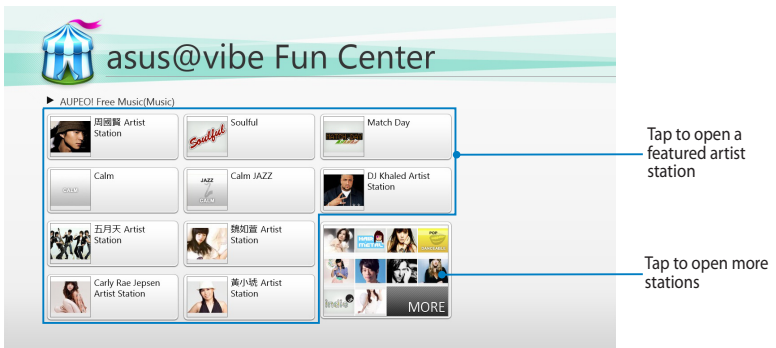 asus@vibe Fun Center
AUPEO! Free Music(Music)
周國賢 Artist
Station
Soulful
Soulful
Match Day
CALM
Calm
JAZZ
CALM
Calm JAZZ
DJ Khaled Artist
Station
五月天 Artist
Station
魏如萱 Artist
Station
Carly Rae Jepsen
Artist Station
黃小琥 Artist
Station
HAIR
METAL
POP
Indie
MORE
Tap to open a
featured artist
station
Tap to open more
stations